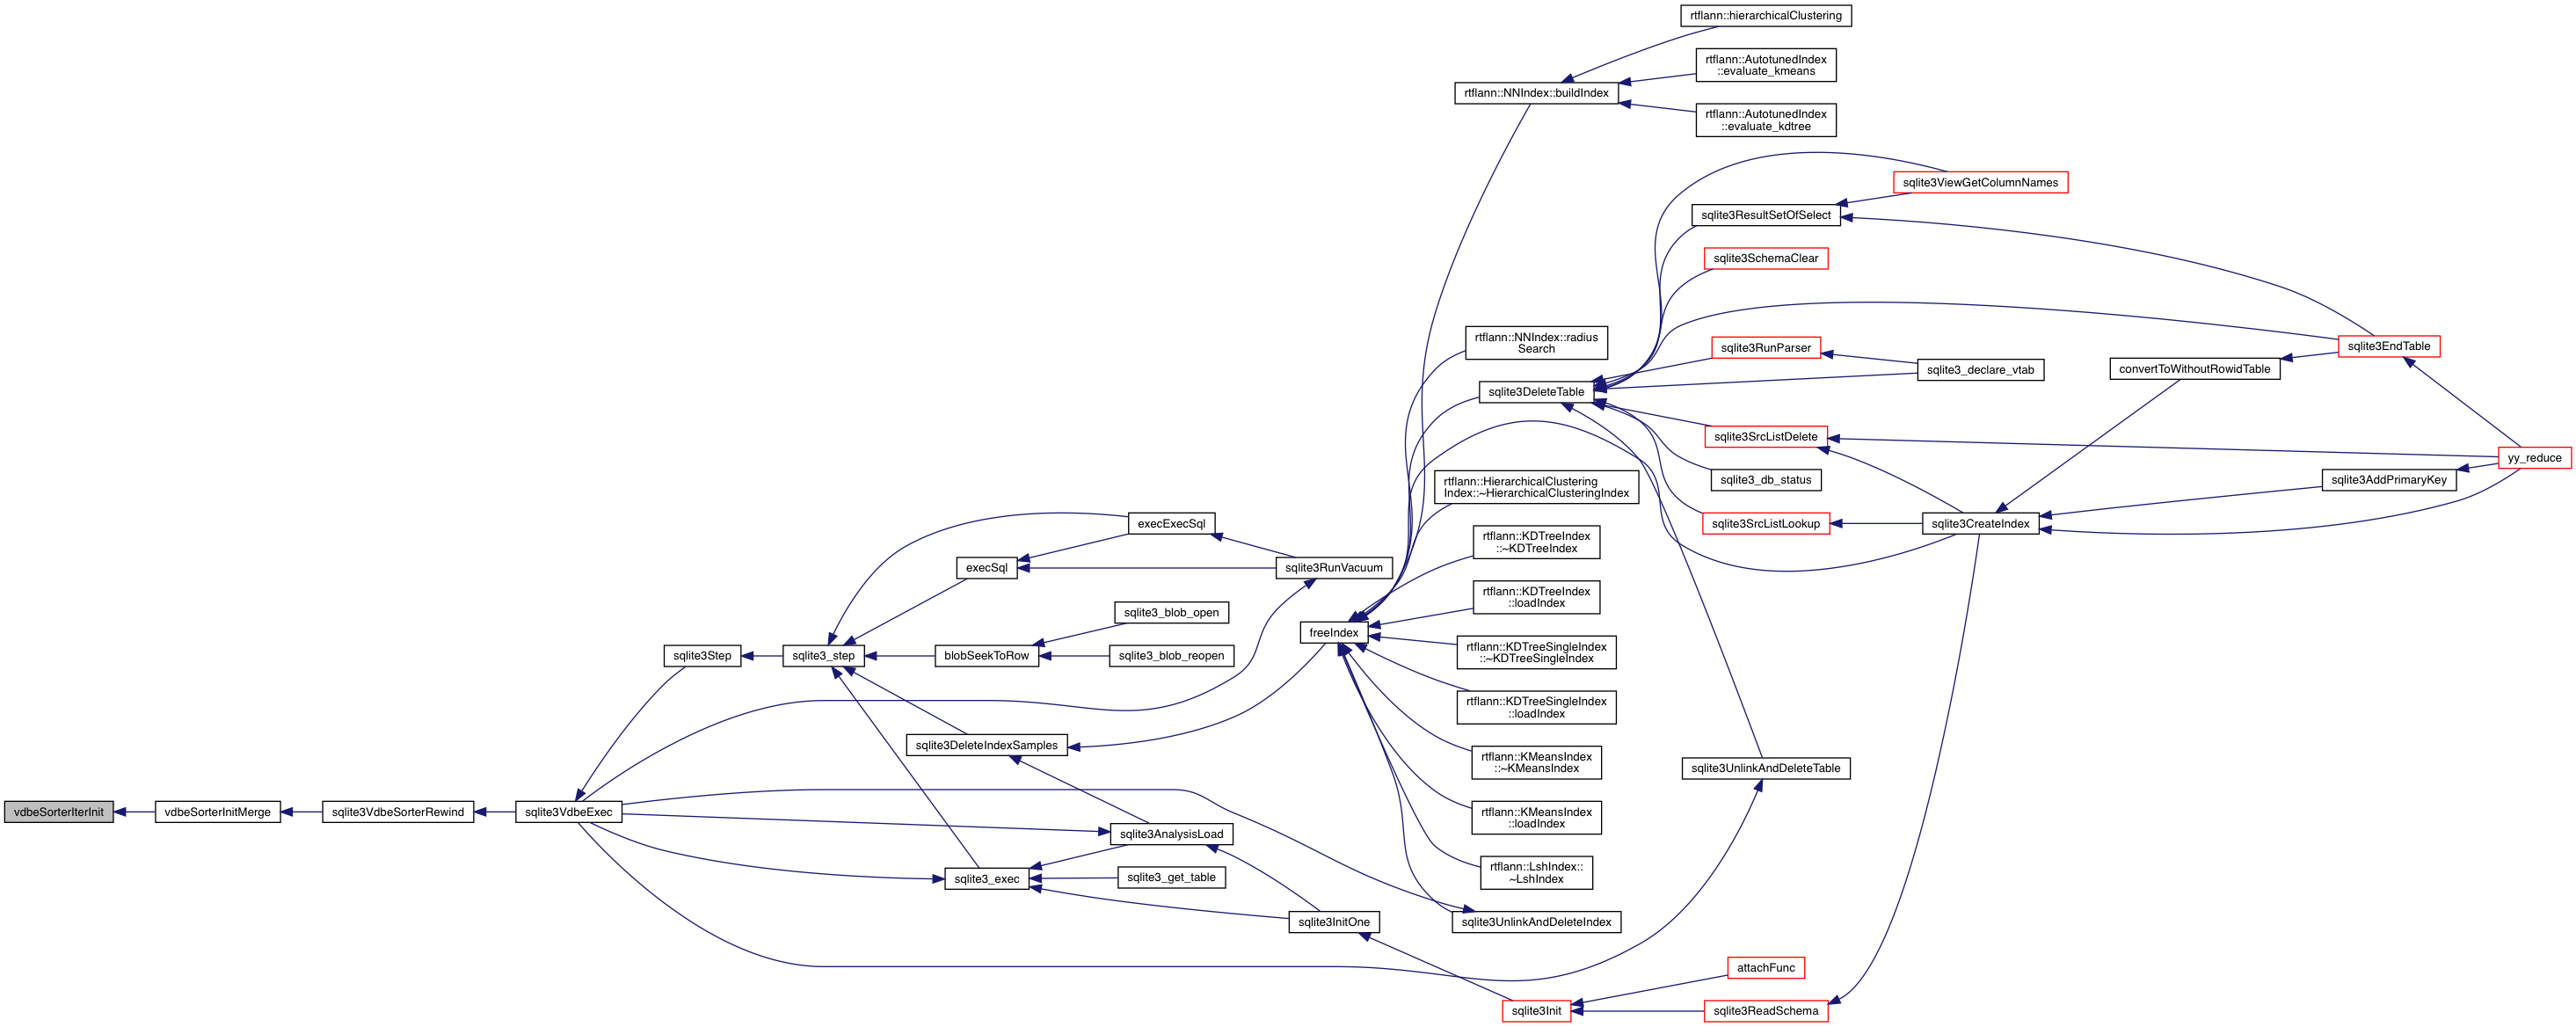 rtflann::hierarchicalClustering
rtflann::AutotunedIndex
::evaluate_kmeans
rtflann::NNIndex::buildIndex
rtflann::AutotunedIndex
::evaluate_kdtree
sqlite3ViewGetColumnNames
sqlite3ResultSetOfSelect
sqlite3SchemaClear
rtflann::NNIndex::radius
Search
sqlite3RunParser
sqlite3EndTable
sqlite3_declare_vtab
convertToWithoutRowidTable
sqlite3DeleteTable
sqlite3SrcListDelete
yy_reduce
sqlite3_db_status
sqlite3AddPrimaryKey
rtflann::HierarchicalClustering
Index::~HierarchicalClusteringIndex
sqlite3SrcListLookup
sqlite3CreateIndex
execExecSql
rtflann::KDTreeIndex
::~KDTreeIndex
execSql
sqlite3RunVacuum
rtflann::KDTreeIndex
::loadIndex
sqlite3_blob_open
freeIndex
sqlite3Step
sqlite3_step
blobSeekToRow
sqlite3_blob_reopen
rtflann::KDTreeSingleIndex
::~KDTreeSingleIndex
rtflann::KDTreeSingleIndex
::loadIndex
sqlite3DeleteIndexSamples
rtflann::KMeansIndex
::~KMeansIndex
sqlite3UnlinkAndDeleteTable
vdbeSorterIterInit
vdbeSorterInitMerge
sqlite3VdbeSorterRewind
sqlite3VdbeExec
rtflann::KMeansIndex
::loadIndex
sqlite3AnalysisLoad
sqlite3_exec
sqlite3_get_table
rtflann::LshIndex::
~LshIndex
sqlite3InitOne
sqlite3UnlinkAndDeleteIndex
attachFunc
sqlite3Init
sqlite3ReadSchema